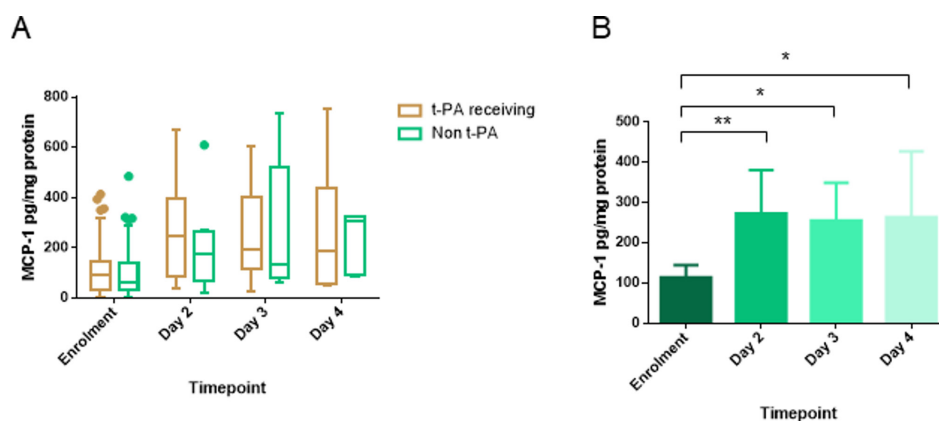 A
MCP-1 pg/mg protein
800
600
400
200
0
Enrolment
Day 2
Day 3
Day 4
Timepoint
t-PA receiving
Non t-PA
B
*
*
**
MCP-1 pg/mg protein
500
400
300
200
100
0
Enrolment
Day 2
Day 3
Day 4
Timepoint